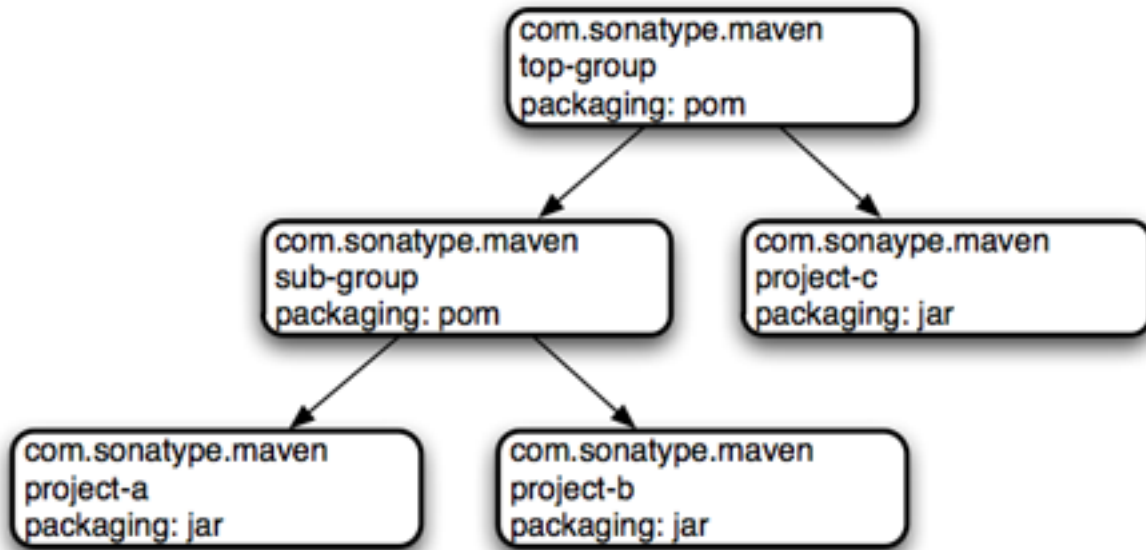 com.sonatype.maven
top-group
packaging: pom
com.sonatype.maven
sub-group
packaging: pom
com.sonaype.maven
project-c
packaging: jar
com.sonatype.maven
project-a
packaging: jar
com.sonatype.maven
project-b
packaging: jar